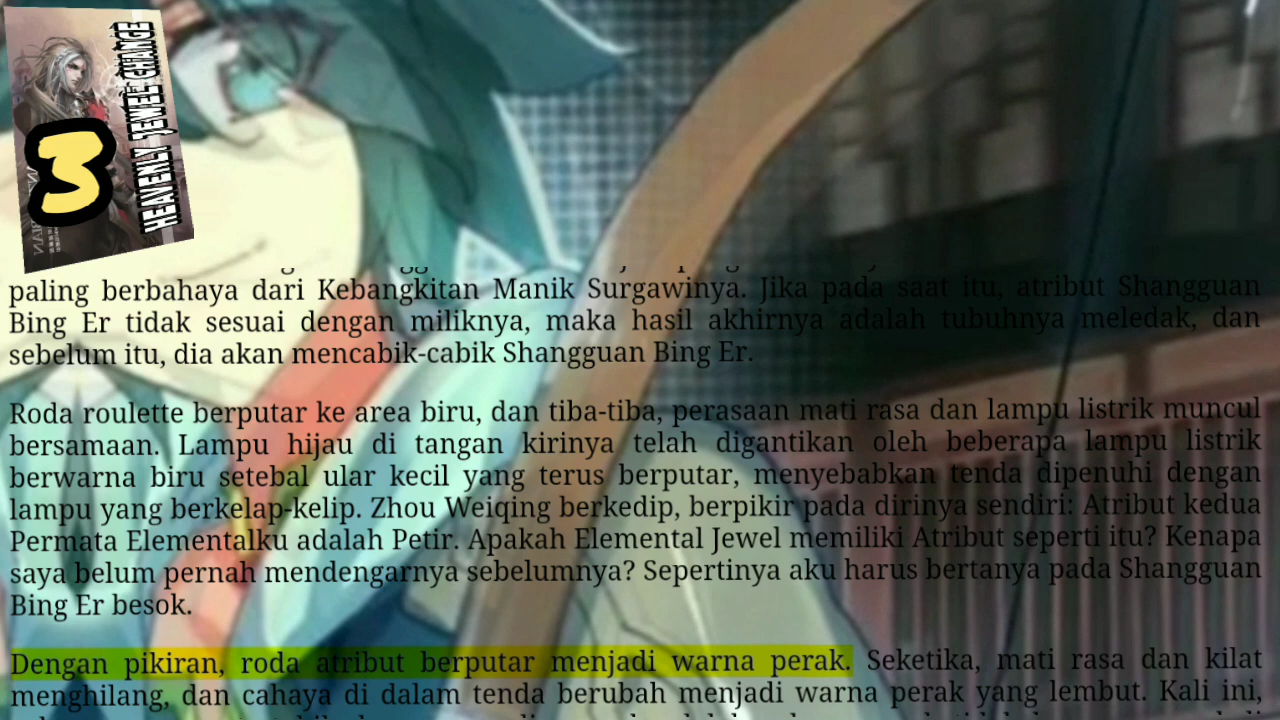 HEAVENLY JEWEL CHANGE
3
paling berbahaya dari Kebangkitan Manik Surgawinya. Jika pada saat itu, atribut Shangguan
Bing Er tidak sesuai dengan miliknya, maka hasil akhirnya adalah tubuhnya meledak, dan
sebelum itu, dia akan mencabik-cabik Shangguan Bing Er.
Roda roulette berputar ke area biru, dan tiba-tiba, perasaan mati rasa dan lampu listrik muncul
bersamaan. Lampu hijau di tangan kirinya telah digantikan oleh beberapa lampu listrik
berwarna biru setebal ular kecil yang terus berputar, menyebabkan tenda dipenuhi dengan
lampu yang berkelap-kelip. Zhou Weiqing berkedip, berpikir pada dirinya sendiri: Atribut kedua
Permata Elementalku adalah Petir. Apakah Elemental Jewel memiliki Atribut seperti itu? Kenapa
saya belum pernah mendengarnya sebelumnya? Sepertinya aku harus bertanya pada Shangguan
Bing Er besok.
Dengan pikiran, roda atribut berputar menjadi warna perak. Seketika, mati rasa dan kilat
menghilang, dan cahaya di dalam tenda berubah menjadi warna perak yang lembut. Kali ini,